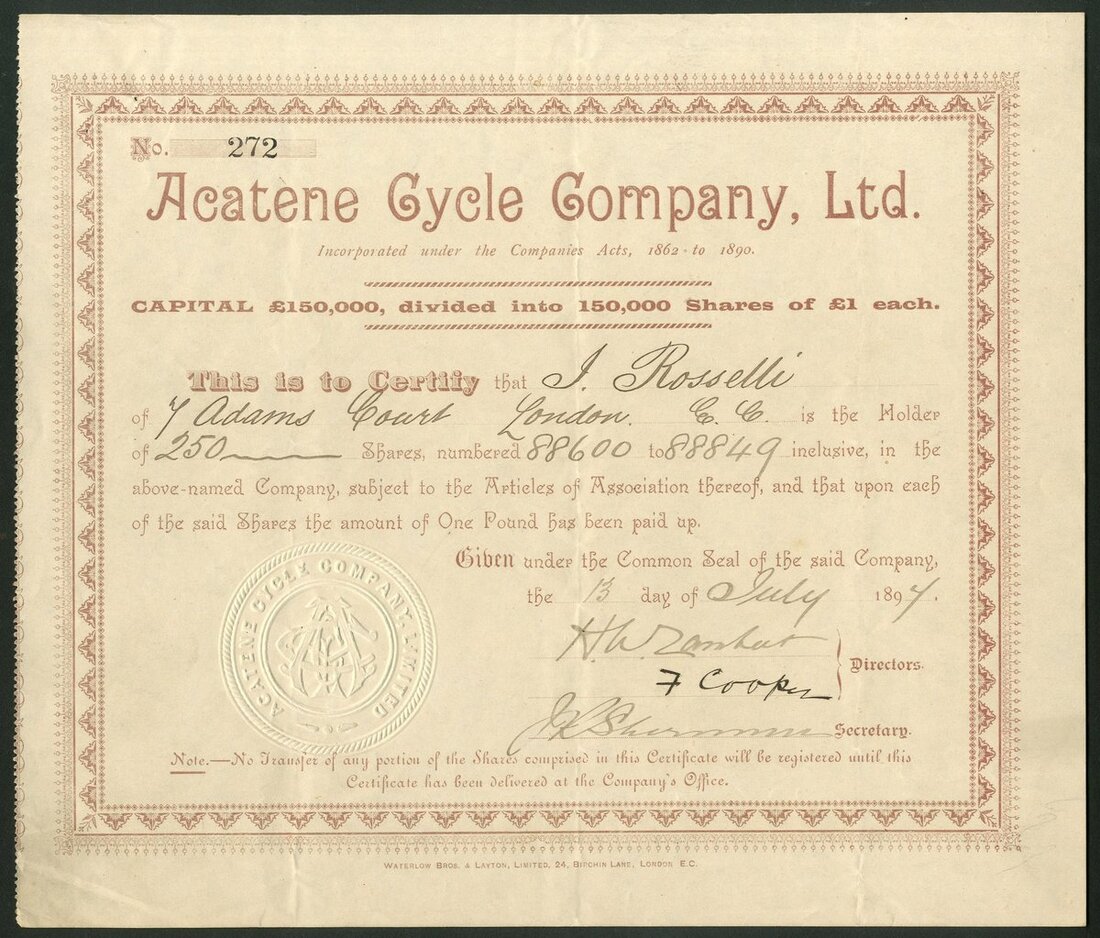 No. 272
Acatene Cycle Company, Ltd.
Incorporated under the Companies Acts, 1862 to 1890.
CAPITAL £150,000, divided into 150,000 Shares of £1 each.
This is to Certify that J. Rosselli
of 7 Adams Court London. E. C. is the Holder
of 250 Shares, numbered 88600 to 88849 inclusive, in the
above-named Company, subject to the Articles of Association thereof, and that upon each
of the said Shares the amount of One Pound has been paid up.
Given under the Common Seal of the said Company,
the 13 day of July 1897.
H. W.
F Cooper
Directors.
Secretary.
ACATENE CYCLE COMPANY, LIMITED
Note.—No Transfer of any portion of the Shares comprised in this Certificate will be registered until this
Certificate has been delivered at the Company's Office.
WATERLOW BROS. & LAYTON, LIMITED, 24, BIRCHIN LANE, LONDON E.C.